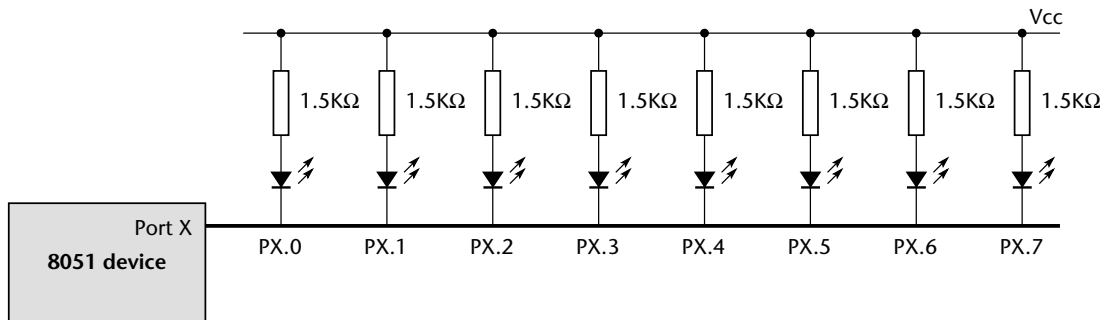 Vcc
1.5KΩ 1.5KΩ 1.5KΩ 1.5KΩ 1.5KΩ 1.5KΩ 1.5KΩ 1.5KΩ
Port X
PX.0 PX.1 PX.2 PX.3 PX.4 PX.5 PX.6 PX.7
8051 device